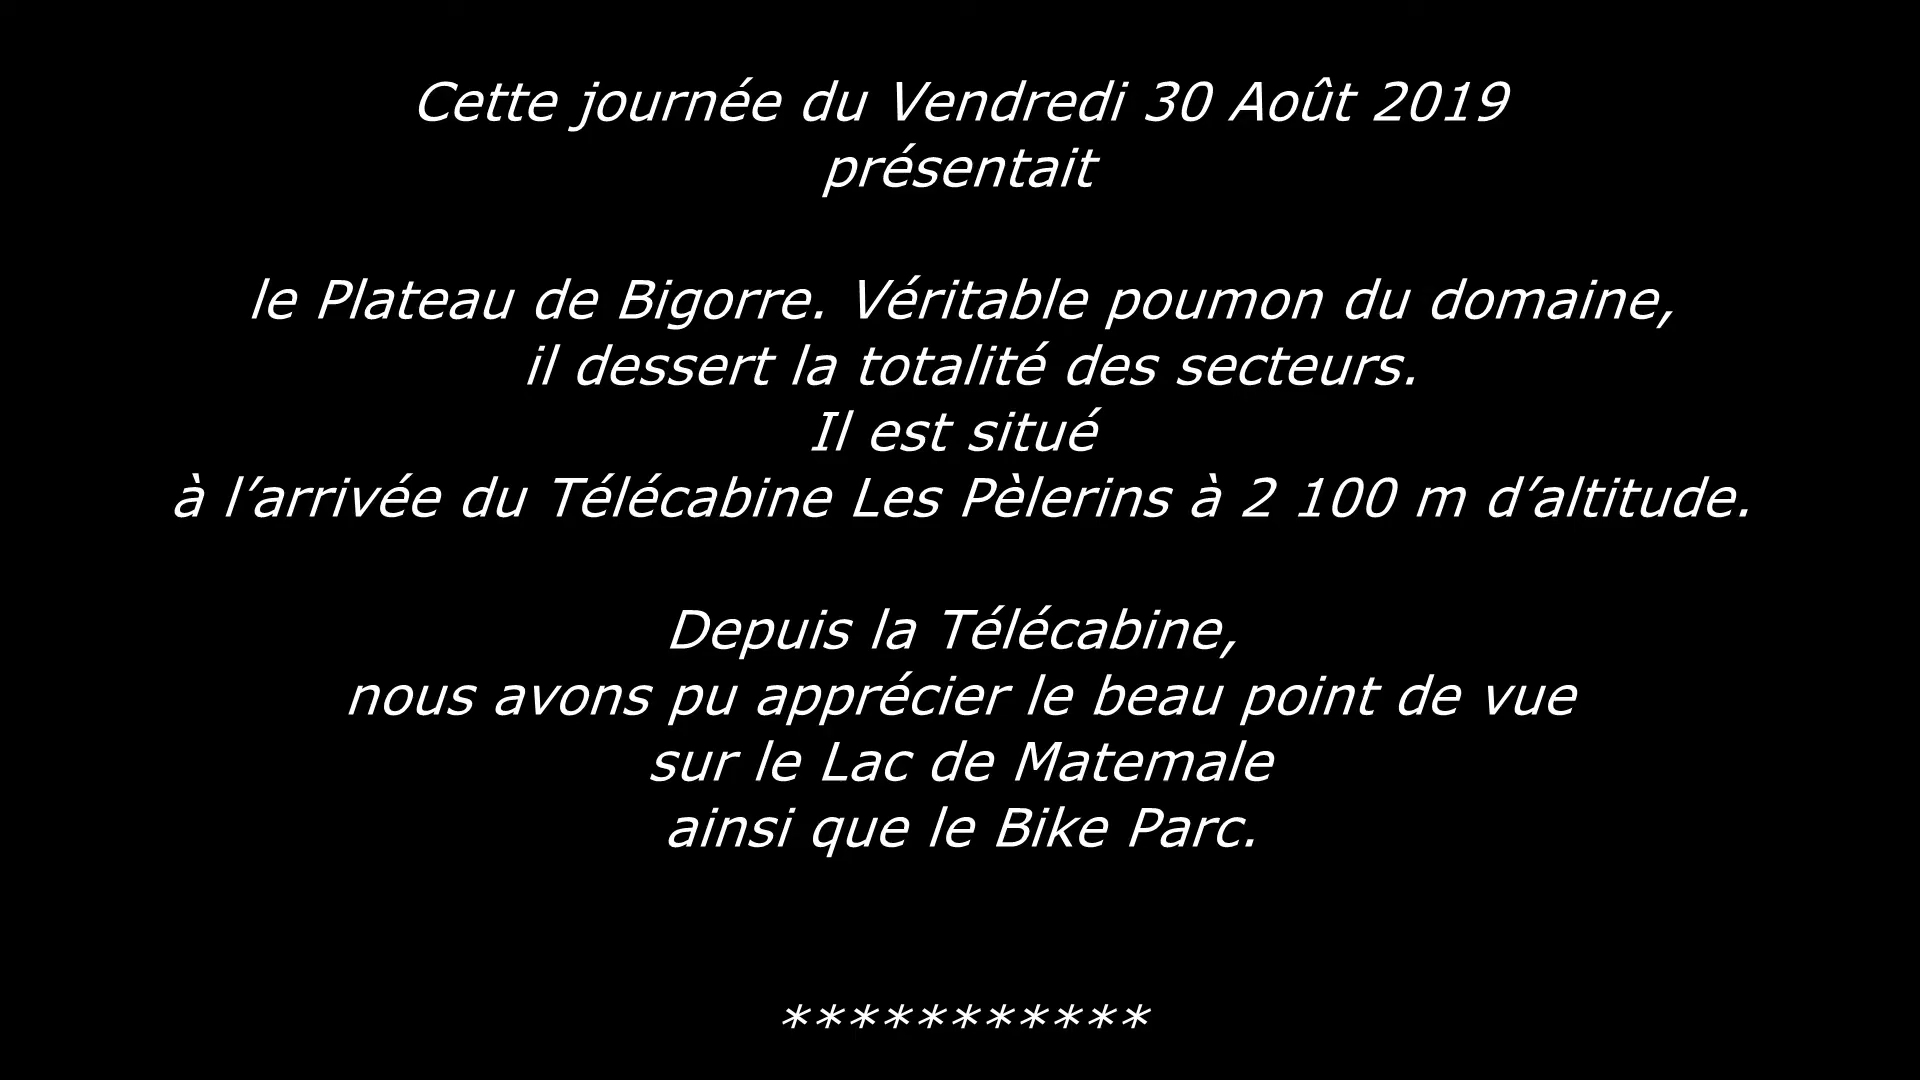 Cette journée du Vendredi 30 Août 2019
présentait
le Plateau de Bigorre. Véritable poumon du domaine,
il dessert la totalité des secteurs.
Il est situé
à l’arrivée du Télécabine Les Pèlerins à 2 100 m d’altitude.
Depuis la Télécabine,
nous avons pu apprécier le beau point de vue
sur le Lac de Matemale
ainsi que le Bike Parc.
***********